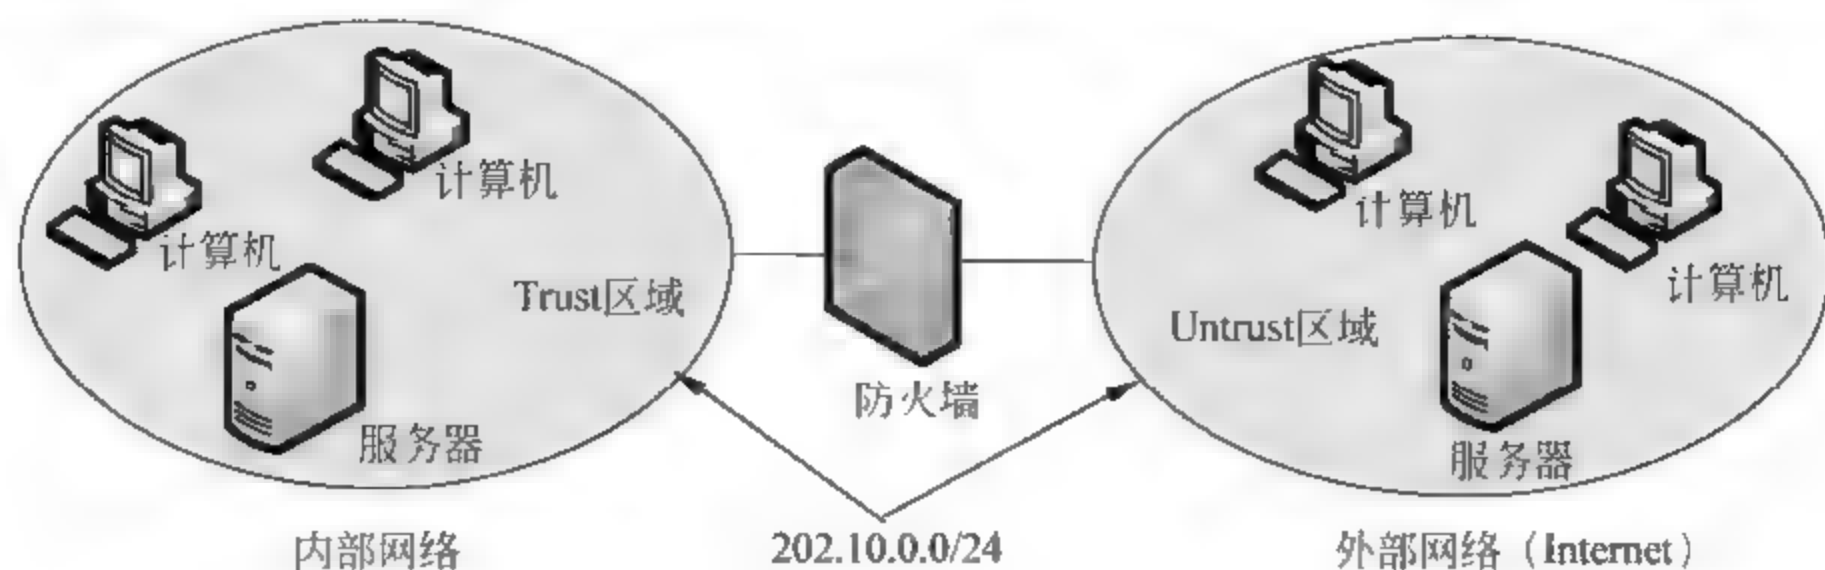 计算机
计算机
Trust区域
服务器
内部网络
防火墙
202.10.0.0/24
计算机
计算机
Untrust区域
服务器
外部网络（Internet）